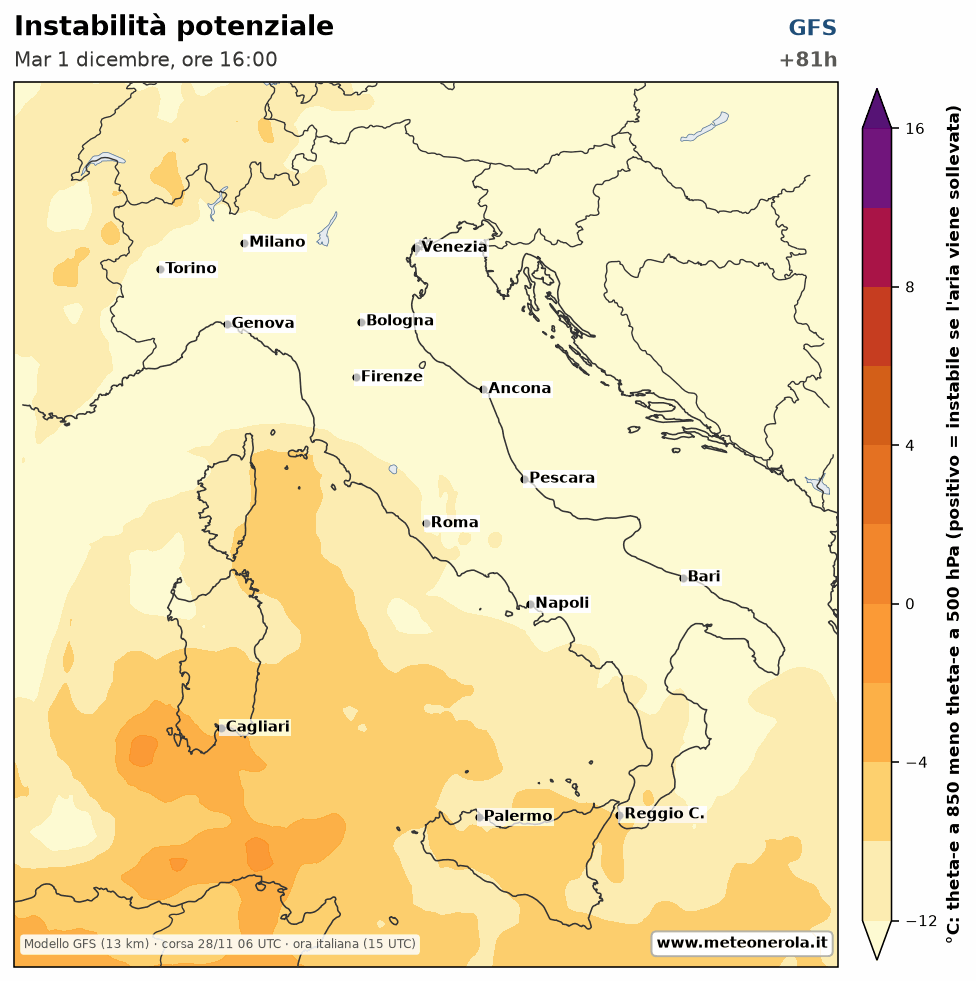 Instabilità potenziale
GFS
Mar 1 dicembre, ore 16:00
+81h
Milano
Venezia
Torino
Genova
Bologna
Firenze
Ancona
Pescara
Roma
Bari
Napoli
Cagliari
Palermo
Reggio C.
16
8
4
0
−4
−12
°C: theta-e a 850 meno theta-e a 500 hPa (positivo = instabile se l'aria viene sollevata)
Modello GFS (13 km) · corsa 28/11 06 UTC · ora italiana (15 UTC)
www.meteonerola.it